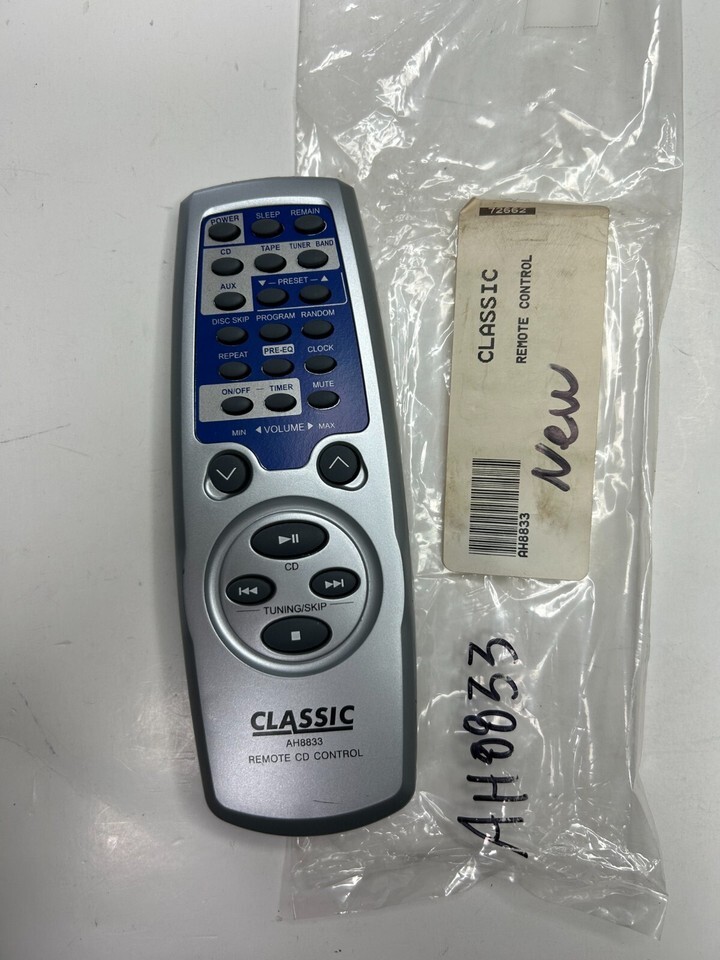 POWER SLEEP REMAIN
CD TAPE TUNER BAND
AUX ▼ — PRESET — ▲
DISC SKIP PROGRAM RANDOM
REPEAT PRE-EQ CLOCK
ON/OFF — TIMER MUTE
MIN ◀ VOLUME ▶ MAX
CD
TUNING/SKIP
CLASSIC
AH8833
REMOTE CD CONTROL
72662
CLASSIC
REMOTE CONTROL
New
AH8833
AH8833